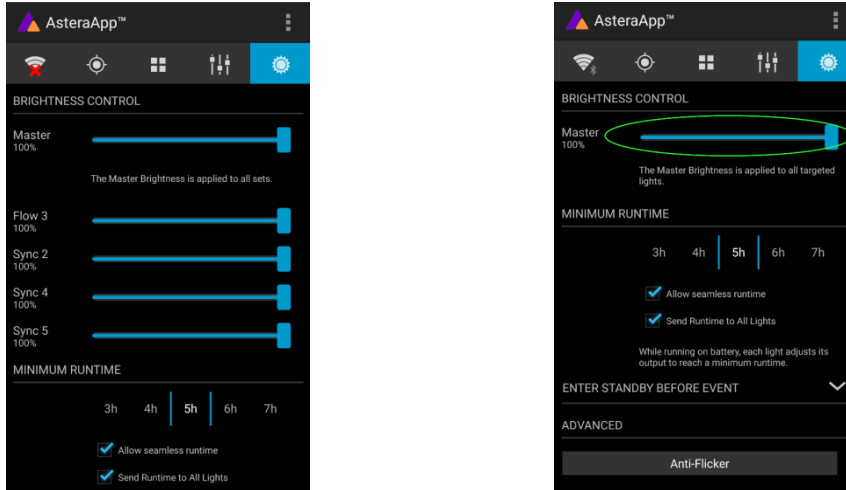 AsteraApp™
BRIGHTNESS CONTROL
Master
100%
The Master Brightness is applied to all sets.
Flow 3
100%
Sync 2
100%
Sync 4
100%
Sync 5
100%
MINIMUM RUNTIME
3h 4h 5h 6h 7h
Allow seamless runtime
Send Runtime to All Lights
AsteraApp™
BRIGHTNESS CONTROL
Master
100%
The Master Brightness is applied to all targeted
lights.
MINIMUM RUNTIME
3h 4h 5h 6h 7h
Allow seamless runtime
Send Runtime to All Lights
While running on battery, each light adjusts its
output to reach a minimum runtime.
ENTER STANDBY BEFORE EVENT
ADVANCED
Anti-Flicker